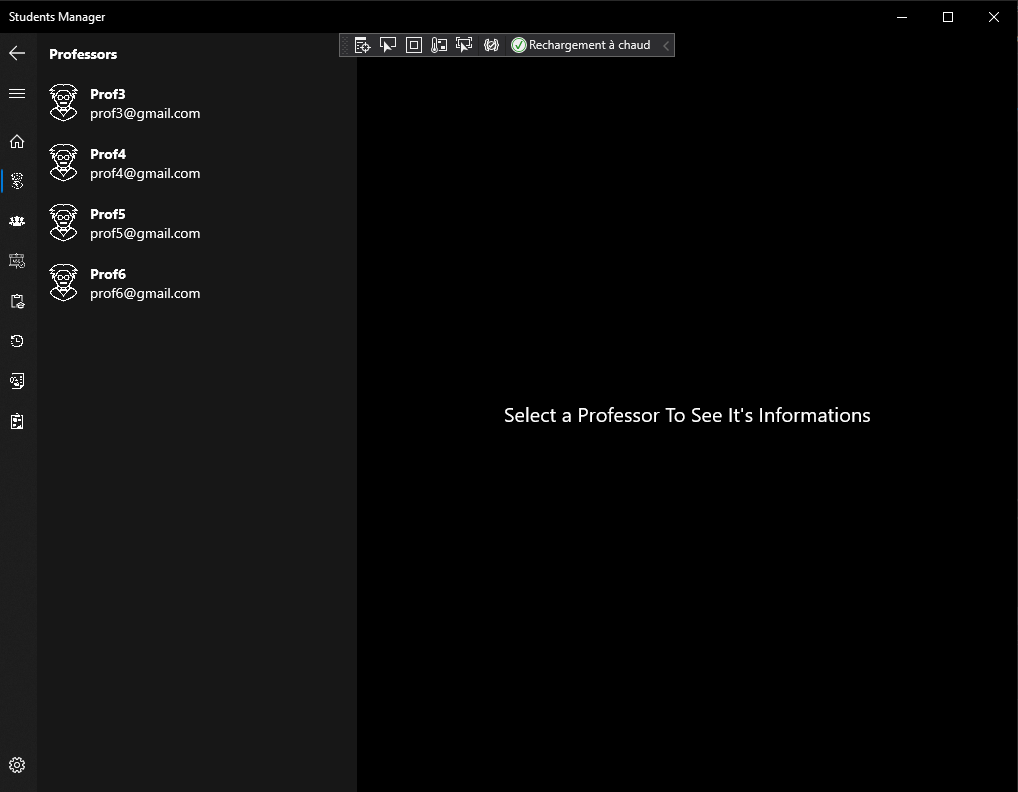 Students Manager
Rechargement à chaud
Professors
Prof3
prof3@gmail.com
Prof4
prof4@gmail.com
Prof5
prof5@gmail.com
Prof6
prof6@gmail.com
Select a Professor To See It's Informations